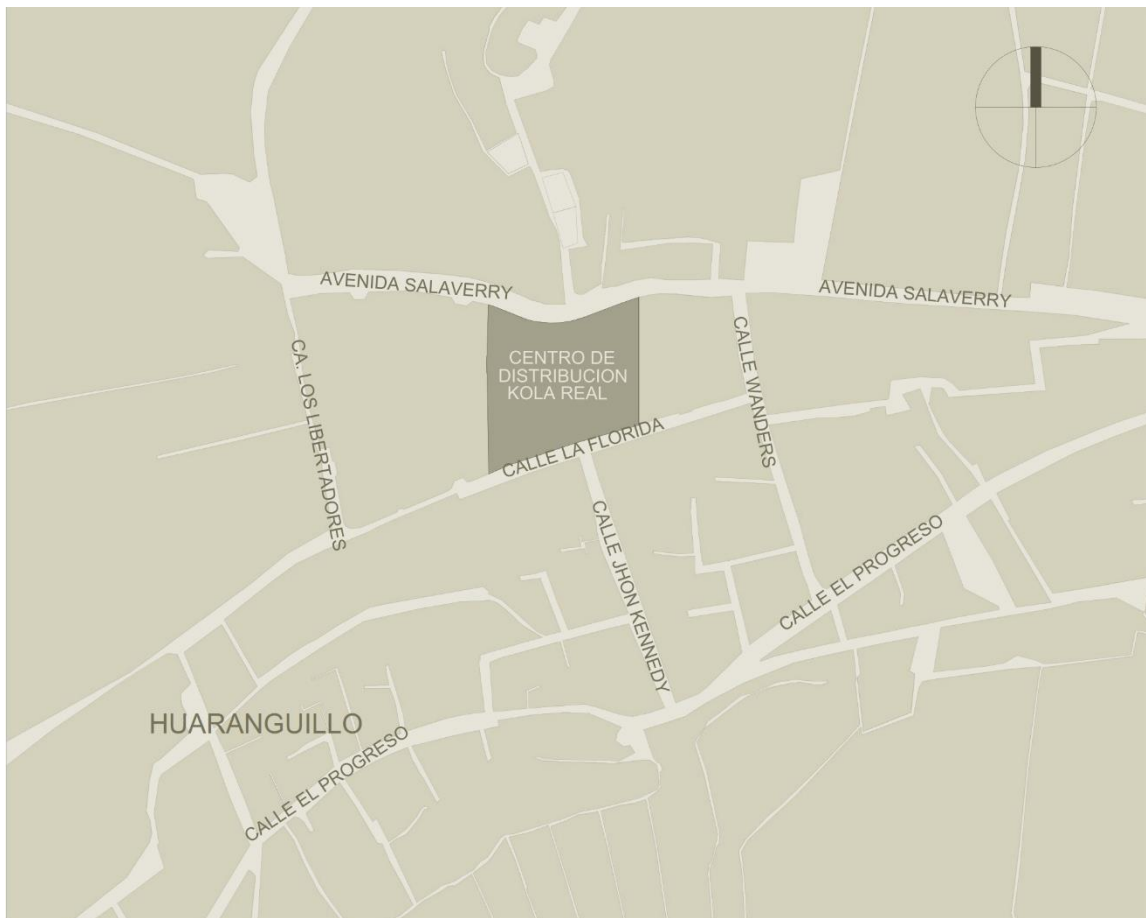 AVENIDA SALAVERRY
AVENIDA SALAVERRY
CENTRO DE
DISTRIBUCION
KOLA REAL
CA. LOS LIBERTADORES
CALLE WANDERS
CALLE LA FLORIDA
CALLE JHON KENNEDY
CALLE EL PROGRESO
HUARANGUILLO
CALLE EL PROGRESO